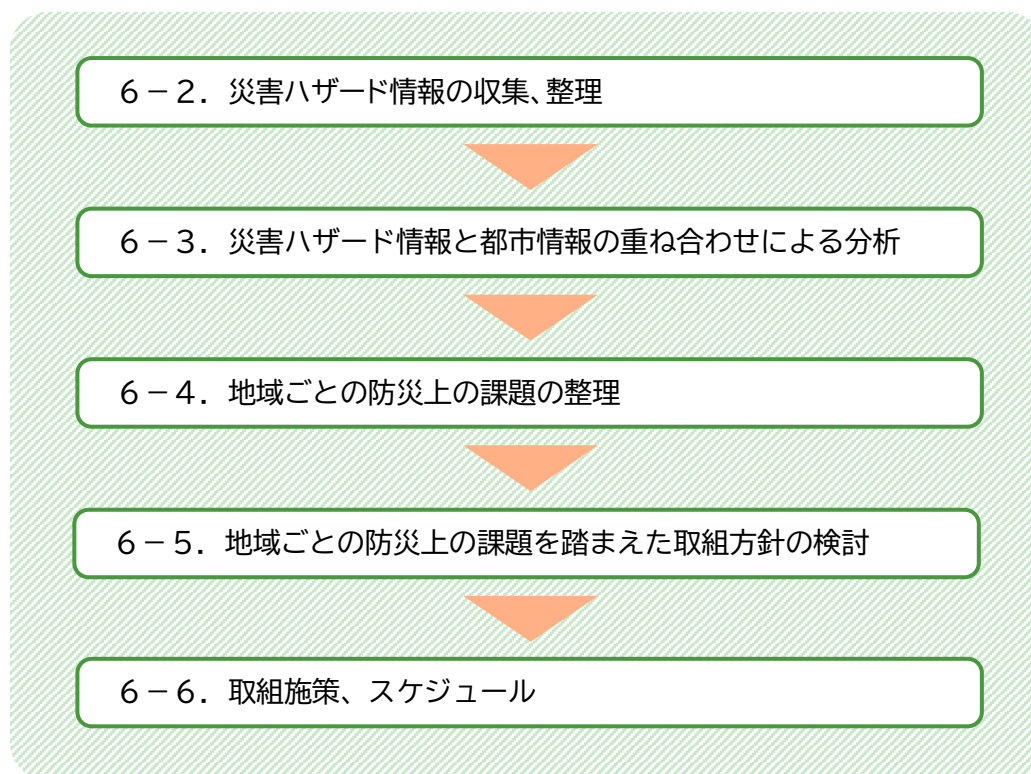 6－2．災害ハザード情報の収集、整理
6－3．災害ハザード情報と都市情報の重ね合わせによる分析
6－4．地域ごとの防災上の課題の整理
6－5．地域ごとの防災上の課題を踏まえた取組方針の検討
6－6．取組施策、スケジュール